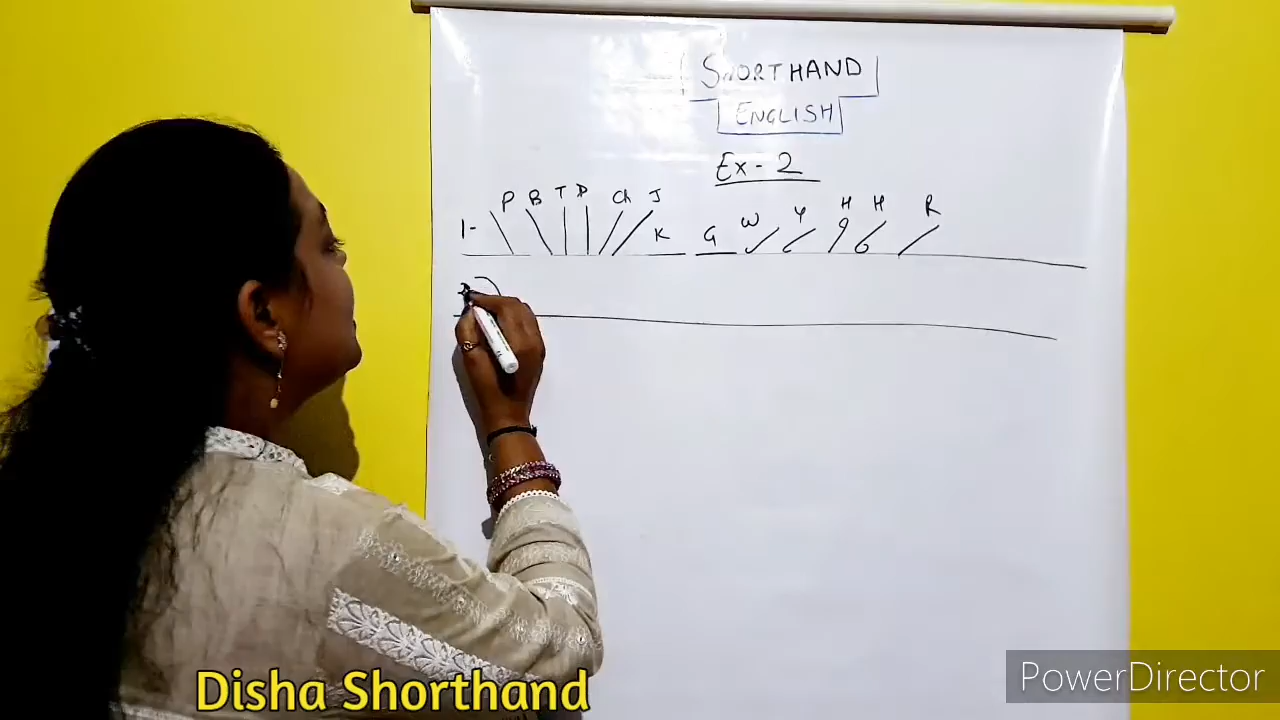 SHORTHAND
ENGLISH
Ex-2
1- P B T D Ch J K G W Y H H R
Disha Shorthand
PowerDirector